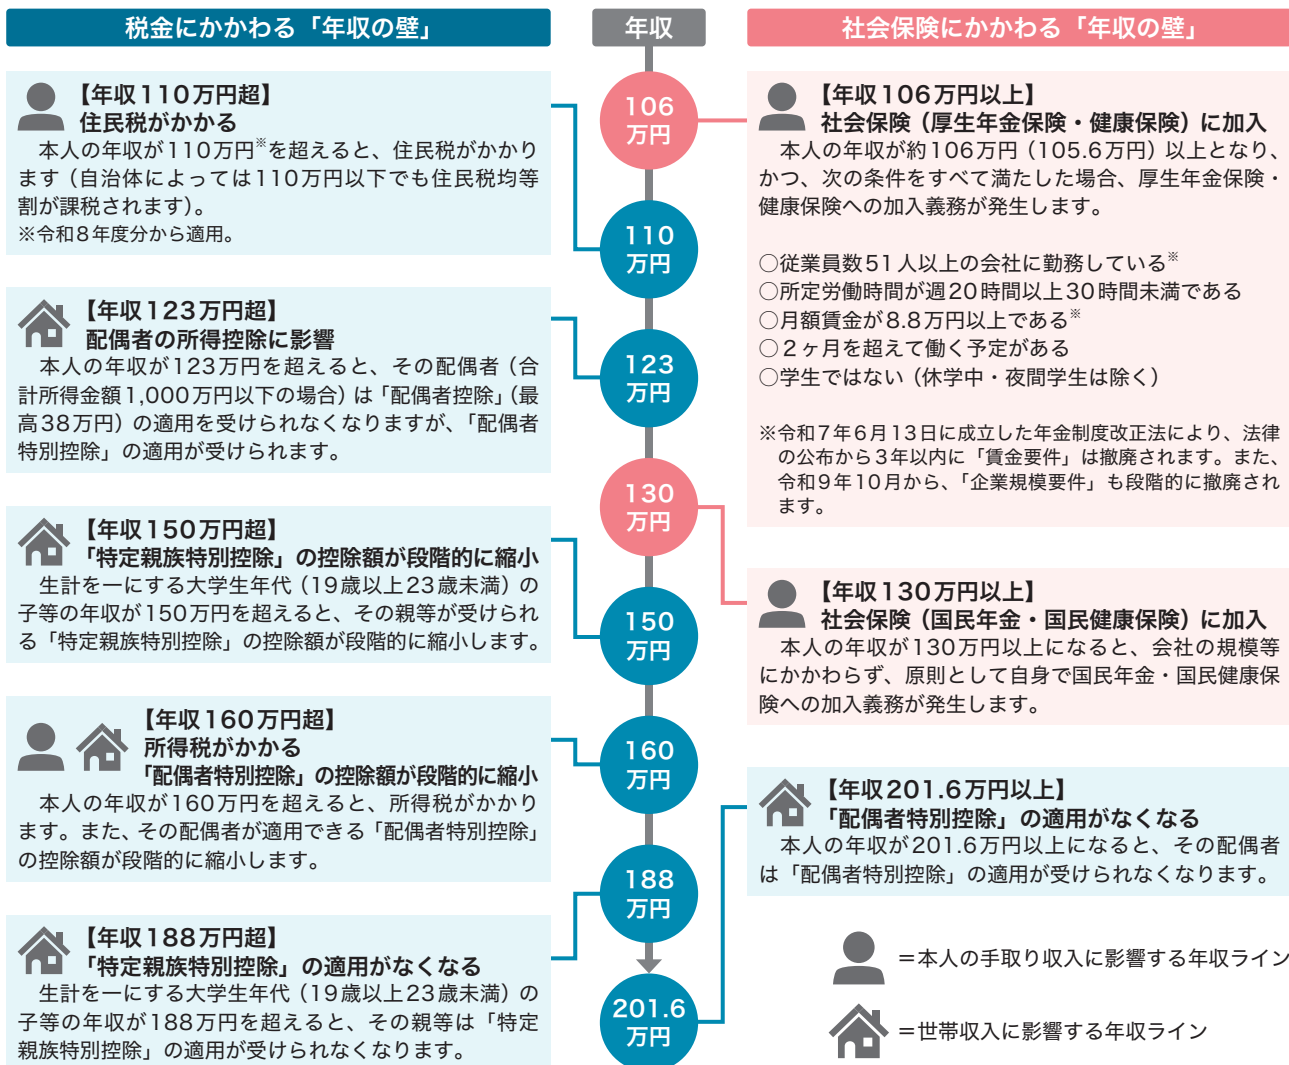 税金にかかわる「年収の壁」
【年収110万円超】
住民税がかかる
本人の年収が110万円※を超えると、住民税がかかり
ます（自治体によっては110万円以下でも住民税均等
割が課税されます）。
※令和８年度分から適用。
【年収123万円超】
配偶者の所得控除に影響
本人の年収が123万円を超えると、その配偶者（合
計所得金額1,000万円以下の場合）は「配偶者控除」（最
高38万円）の適用を受けられなくなりますが、「配偶者
特別控除」の適用が受けられます。
【年収150万円超】
「特定親族特別控除」の控除額が段階的に縮小
生計を一にする大学生年代（19歳以上23歳未満）の
子等の年収が150万円を超えると、その親等が受けられ
る「特定親族特別控除」の控除額が段階的に縮小します。
【年収160万円超】
所得税がかかる
「配偶者特別控除」の控除額が段階的に縮小
本人の年収が160万円を超えると、所得税がかかり
ます。また、その配偶者が適用できる「配偶者特別控除」
の控除額が段階的に縮小します。
【年収188万円超】
「特定親族特別控除」の適用がなくなる
生計を一にする大学生年代（19歳以上23歳未満）の
子等の年収が188万円を超えると、その親等は「特定
親族特別控除」の適用が受けられなくなります。
年収
106
万円
110
万円
123
万円
130
万円
150
万円
160
万円
188
万円
201.6
万円
社会保険にかかわる「年収の壁」
【年収106万円以上】
社会保険（厚生年金保険・健康保険）に加入
本人の年収が約106万円（105.6万円）以上となり、
かつ、次の条件をすべて満たした場合、厚生年金保険・
健康保険への加入義務が発生します。
○従業員数51人以上の会社に勤務している※
○所定労働時間が週20時間以上30時間未満である
○月額賃金が8.8万円以上である※
○２ヶ月を超えて働く予定がある
○学生ではない（休学中・夜間学生は除く）
※令和７年６月13日に成立した年金制度改正法により、法律
の公布から３年以内に「賃金要件」は撤廃されます。また、
令和９年10月から、「企業規模要件」も段階的に撤廃され
ます。
【年収130万円以上】
社会保険（国民年金・国民健康保険）に加入
本人の年収が130万円以上になると、会社の規模等
にかかわらず、原則として自身で国民年金・国民健康保
険への加入義務が発生します。
【年収201.6万円以上】
「配偶者特別控除」の適用がなくなる
本人の年収が201.6万円以上になると、その配偶者
は「配偶者特別控除」の適用が受けられなくなります。
＝本人の手取り収入に影響する年収ライン
＝世帯収入に影響する年収ライン